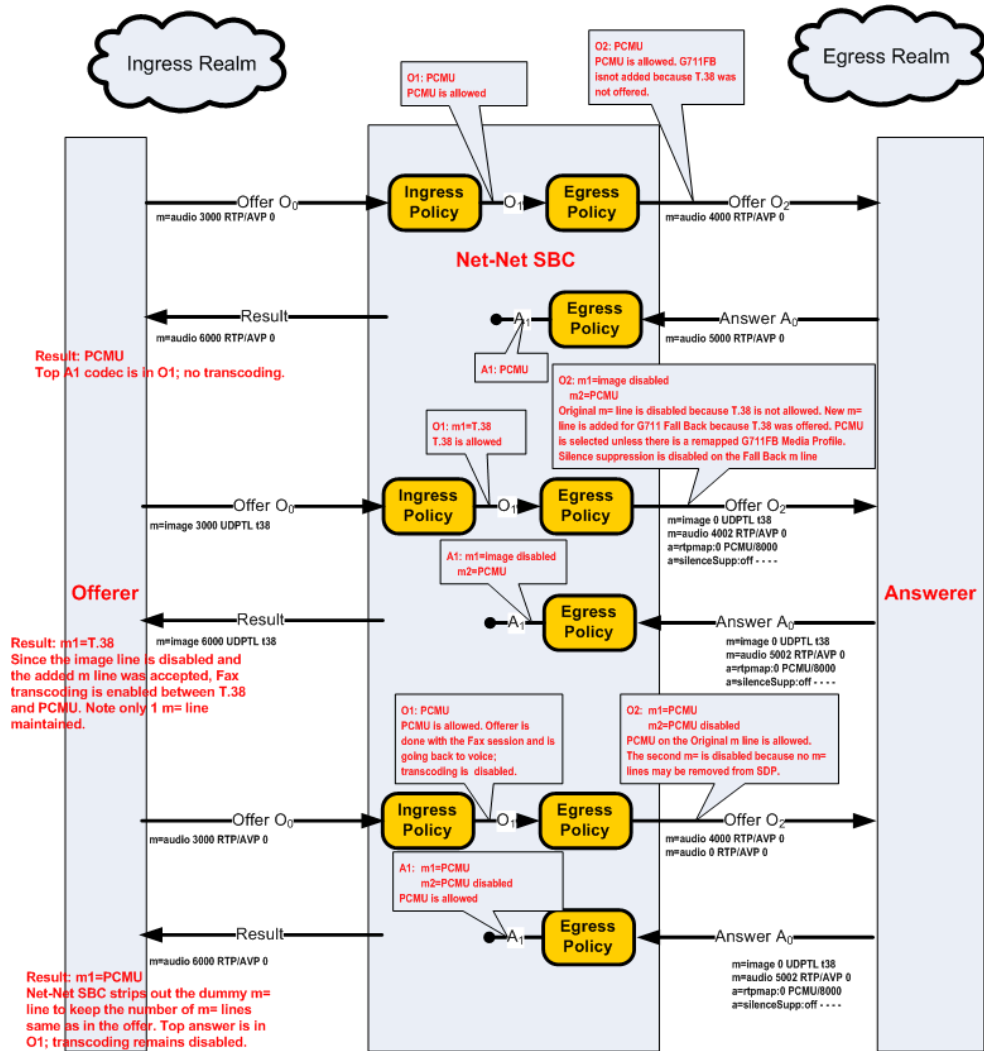 Ingress Realm
Egress Realm
O1: PCMU
PCMU is allowed
O2: PCMU
PCMU is allowed. G711FB
isnot added because T.38 was
not offered.
Offer O0
m=audio 3000 RTP/AVP 0
Ingress
Policy
O1
Egress
Policy
Offer O2
m=audio 4000 RTP/AVP 0
Net-Net SBC
Result
m=audio 6000 RTP/AVP 0
A1
Egress
Policy
Answer A0
m=audio 5000 RTP/AVP 0
Result: PCMU
Top A1 codec is in O1; no transcoding.
A1: PCMU
O2: m1=image disabled
m2=PCMU
Original m= line is disabled because T.38 is not allowed. New m=
line is added for G711 Fall Back because T.38 was offered. PCMU
is selected unless there is a remapped G711FB Media Profile.
Silence suppression is disabled on the Fall Back m line
O1: m1=T.38
T.38 is allowed
Offer O0
m=image 3000 UDPTL t38
Ingress
Policy
O1
Egress
Policy
Offer O2
m=image 0 UDPTL t38
m=audio 4002 RTP/AVP 0
a=rtpmap:0 PCMU/8000
a=silenceSupp:off - - - -
A1: m1=image disabled
m2=PCMU
Offerer
Answerer
Result
m=image 6000 UDPTL t38
A1
Egress
Policy
Answer A0
m=image 0 UDPTL t38
m=audio 5002 RTP/AVP 0
a=rtpmap:0 PCMU/8000
a=silenceSupp:off - - - -
Result: m1=T.38
Since the image line is disabled and
the added m line was accepted, Fax
transcoding is enabled between T.38
and PCMU. Note only 1 m= line
maintained.
O1: PCMU
PCMU is allowed. Offerer is
done with the Fax session and is
going back to voice;
transcoding is disabled.
O2: m1=PCMU
m2=PCMU disabled
PCMU on the Original m line is allowed.
The second m= is disabled because no m=
lines may be removed from SDP.
Offer O0
m=audio 3000 RTP/AVP 0
Ingress
Policy
O1
Egress
Policy
Offer O2
m=audio 4000 RTP/AVP 0
m=audio 0 RTP/AVP 0
A1: m1=PCMU
m2=PCMU disabled
PCMU is allowed
Result
m=audio 6000 RTP/AVP 0
A1
Egress
Policy
Answer A0
m=image 0 UDPTL t38
m=audio 5002 RTP/AVP 0
a=rtpmap:0 PCMU/8000
a=silenceSupp:off - - - -
Result: m1=PCMU
Net-Net SBC strips out the dummy m=
line to keep the number of m= lines
same as in the offer. Top answer is in
O1; transcoding remains disabled.